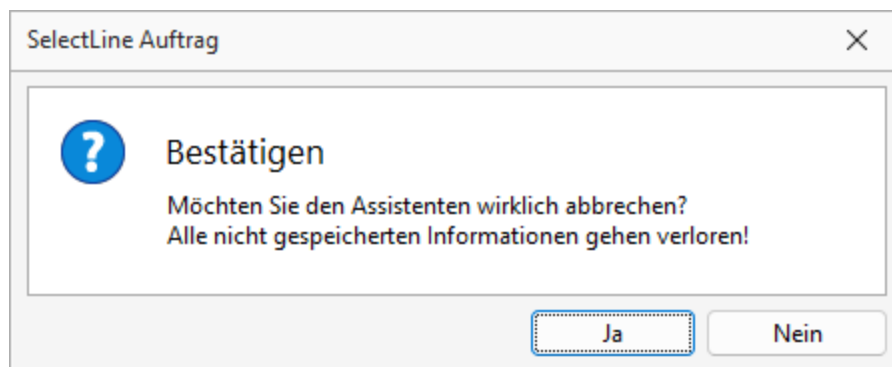 SelectLine Auftrag
Bestätigen
Möchten Sie den Assistenten wirklich abbrechen?
Alle nicht gespeicherten Informationen gehen verloren!
Ja
Nein